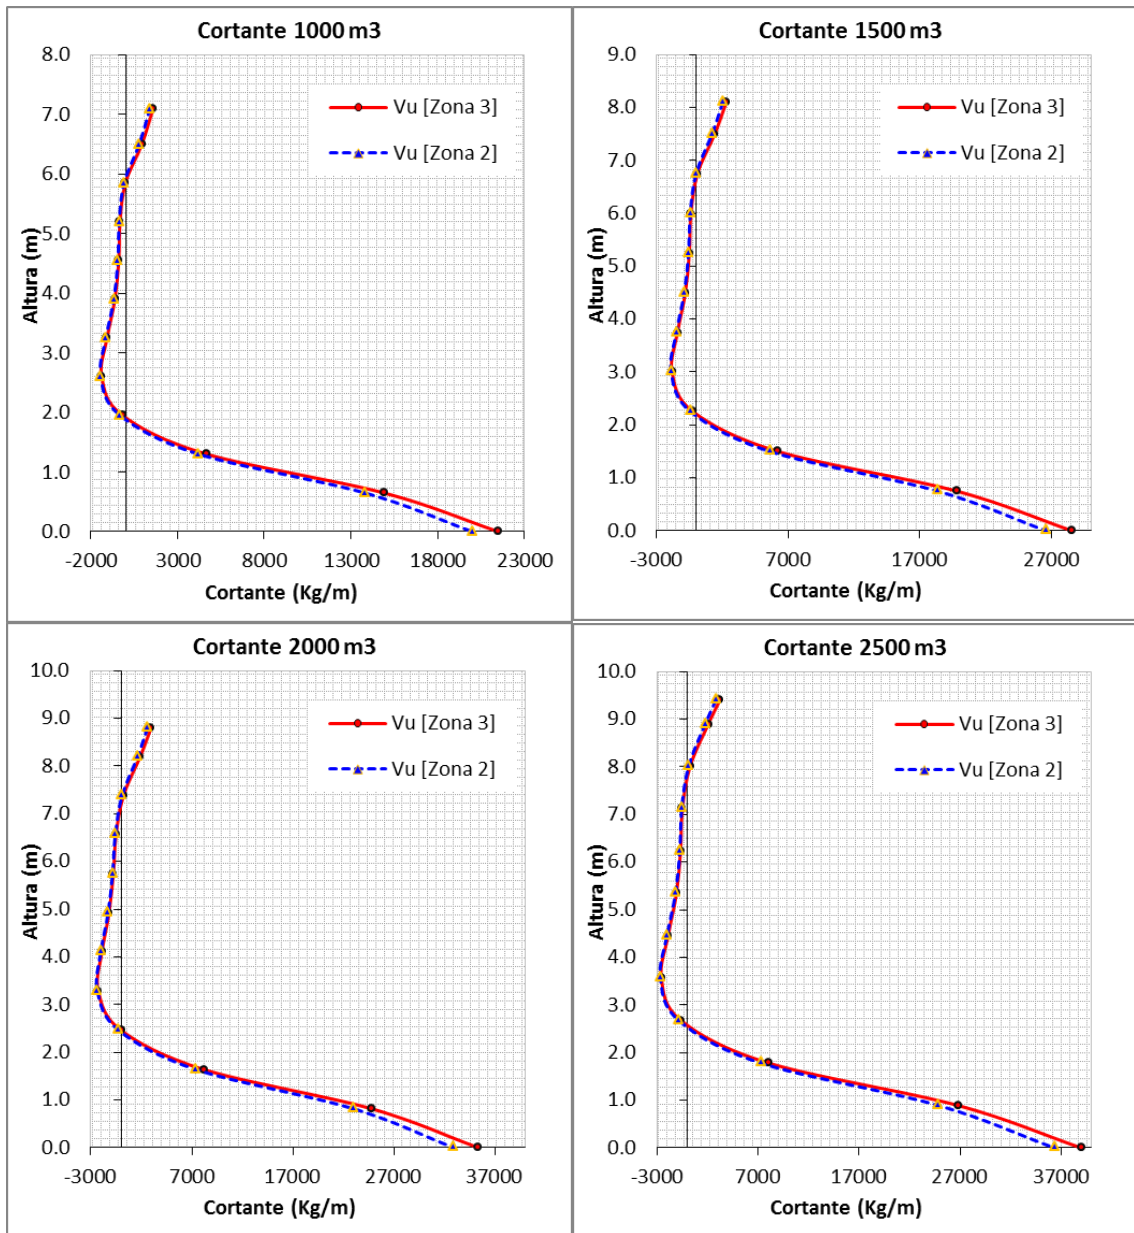 Cortante 1000 m3
8.0
7.0
6.0
5.0
4.0
3.0
2.0
1.0
0.0
Altura (m)
Vu [Zona 3]
Vu [Zona 2]
-2000 3000 8000 13000 18000 23000
Cortante (Kg/m)
Cortante 1500 m3
9.0
8.0
7.0
6.0
5.0
4.0
3.0
2.0
1.0
0.0
Altura (m)
Vu [Zona 3]
Vu [Zona 2]
-3000 7000 17000 27000
Cortante (Kg/m)
Cortante 2000 m3
10.0
9.0
8.0
7.0
6.0
5.0
4.0
3.0
2.0
1.0
0.0
Altura (m)
Vu [Zona 3]
Vu [Zona 2]
-3000 7000 17000 27000 37000
Cortante (Kg/m)
Cortante 2500 m3
10.0
9.0
8.0
7.0
6.0
5.0
4.0
3.0
2.0
1.0
0.0
Altura (m)
Vu [Zona 3]
Vu [Zona 2]
-3000 7000 17000 27000 37000
Cortante (Kg/m)